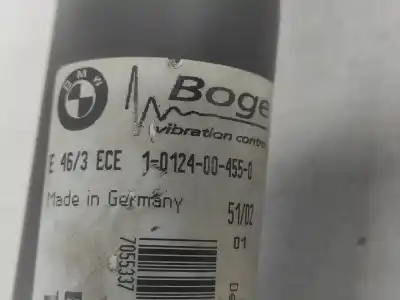 BMW
Boge
vibration contro
E 46/3 ECE 1-0124-00-455-0
Made in Germany
51/02
01
7055337